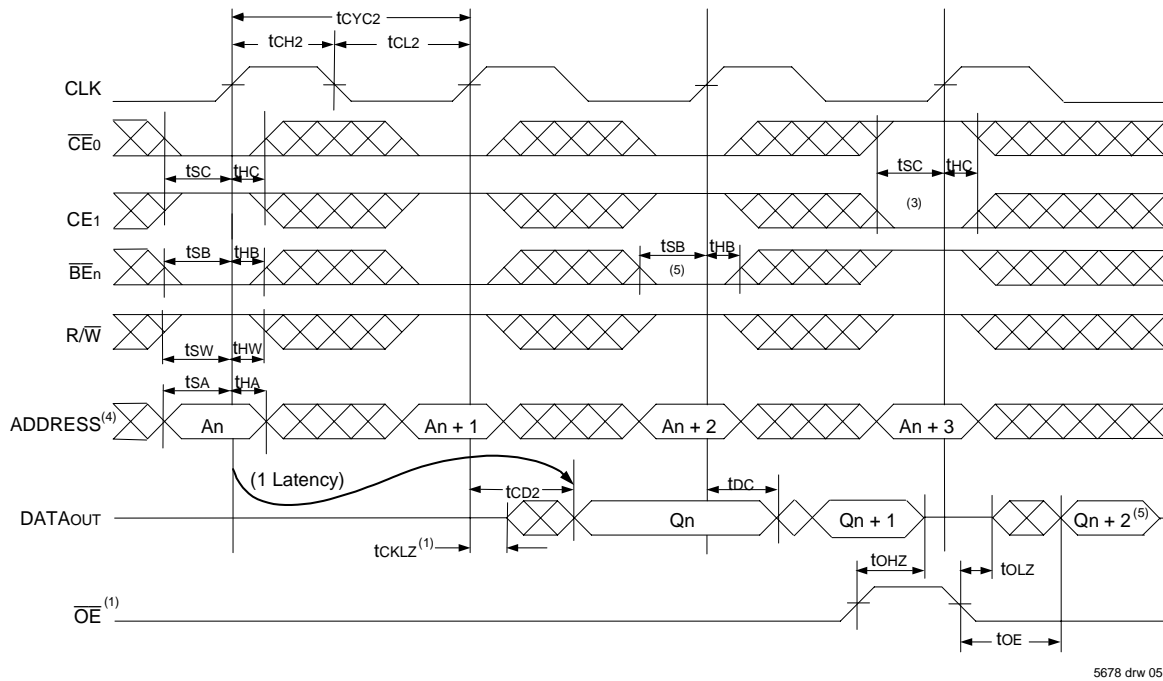 tCYC2
tCH2 tCL2
CLK
CE0
tSC tHC tSC tHC
(3)
CE1
tSB tHB tSB tHB
(5)
BEn
R/W
tSW tHW
tSA tHA
ADDRESS(4) An An + 1 An + 2 An + 3
(1 Latency) tCD2 tDC
DATAOUT Qn Qn + 1 Qn + 2(5)
tCKLZ(1)
tOHZ tOLZ
OE(1)
tOE
5678 drw 05